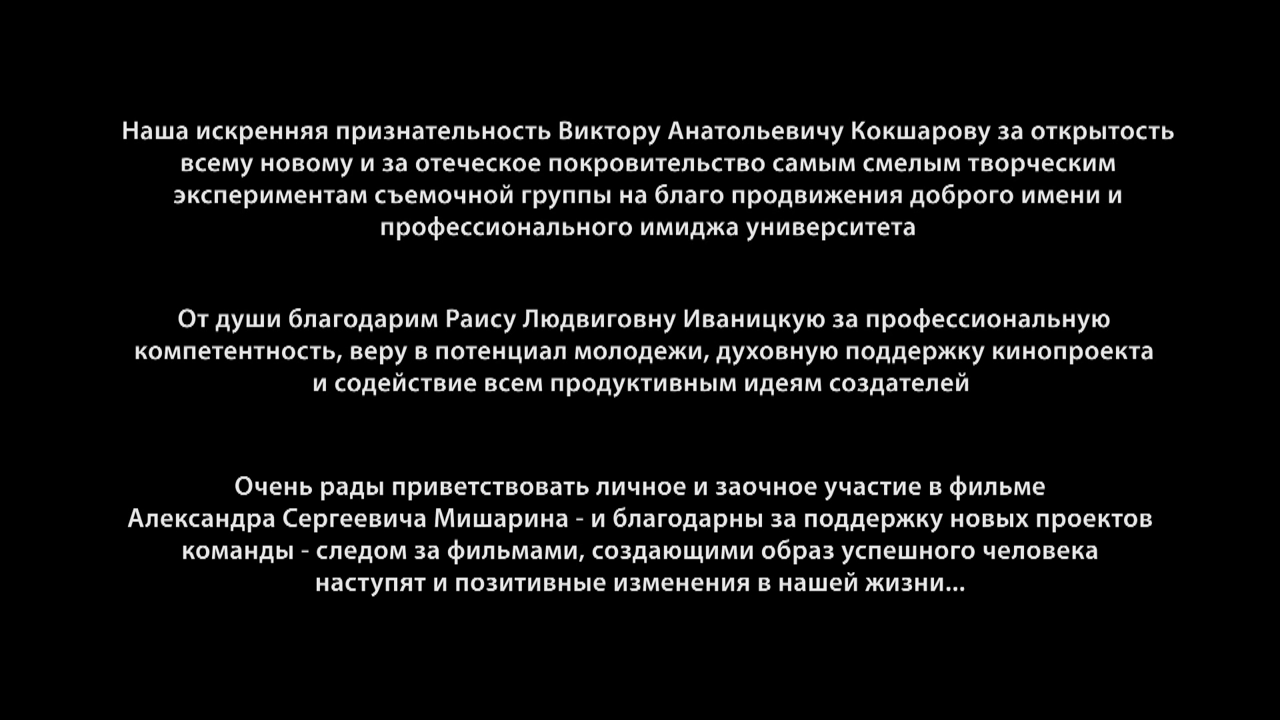 Наша искренняя признательность Виктору Анатольевичу Кокшарову за открытость
всему новому и за отеческое покровительство самым смелым творческим
экспериментам съемочной группы на благо продвижения доброго имени и
профессионального имиджа университета
От души благодарим Раису Людвиговну Иваницкую за профессиональную
компетентность, веру в потенциал молодежи, духовную поддержку кинопроекта
и содействие всем продуктивным идеям создателей
Очень рады приветствовать личное и заочное участие в фильме
Александра Сергеевича Мишарина - и благодарны за поддержку новых проектов
команды - следом за фильмами, создающими образ успешного человека
наступят и позитивные изменения в нашей жизни...